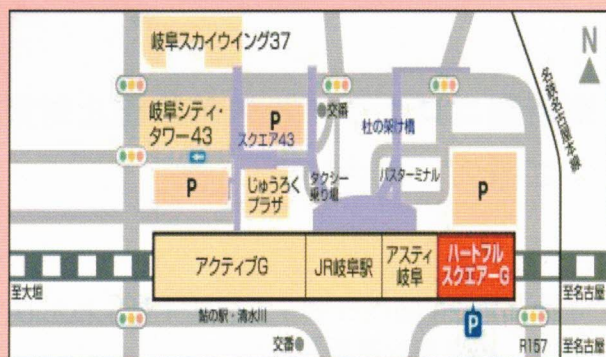 岐阜スカイウイング37
N
岐阜シティ・
タワー43
P
スクエア43
交番
杜の架け橋
名鉄名古屋本線
P
じゅうろく
プラザ
タクシー
乗り場
バスターミナル
P
アクティブG
JR岐阜駅
アスティ
岐阜
ハートフル
スクエアーG
至大垣
至名古屋
鮎の駅・清水川
交番
P
R157
至名古屋